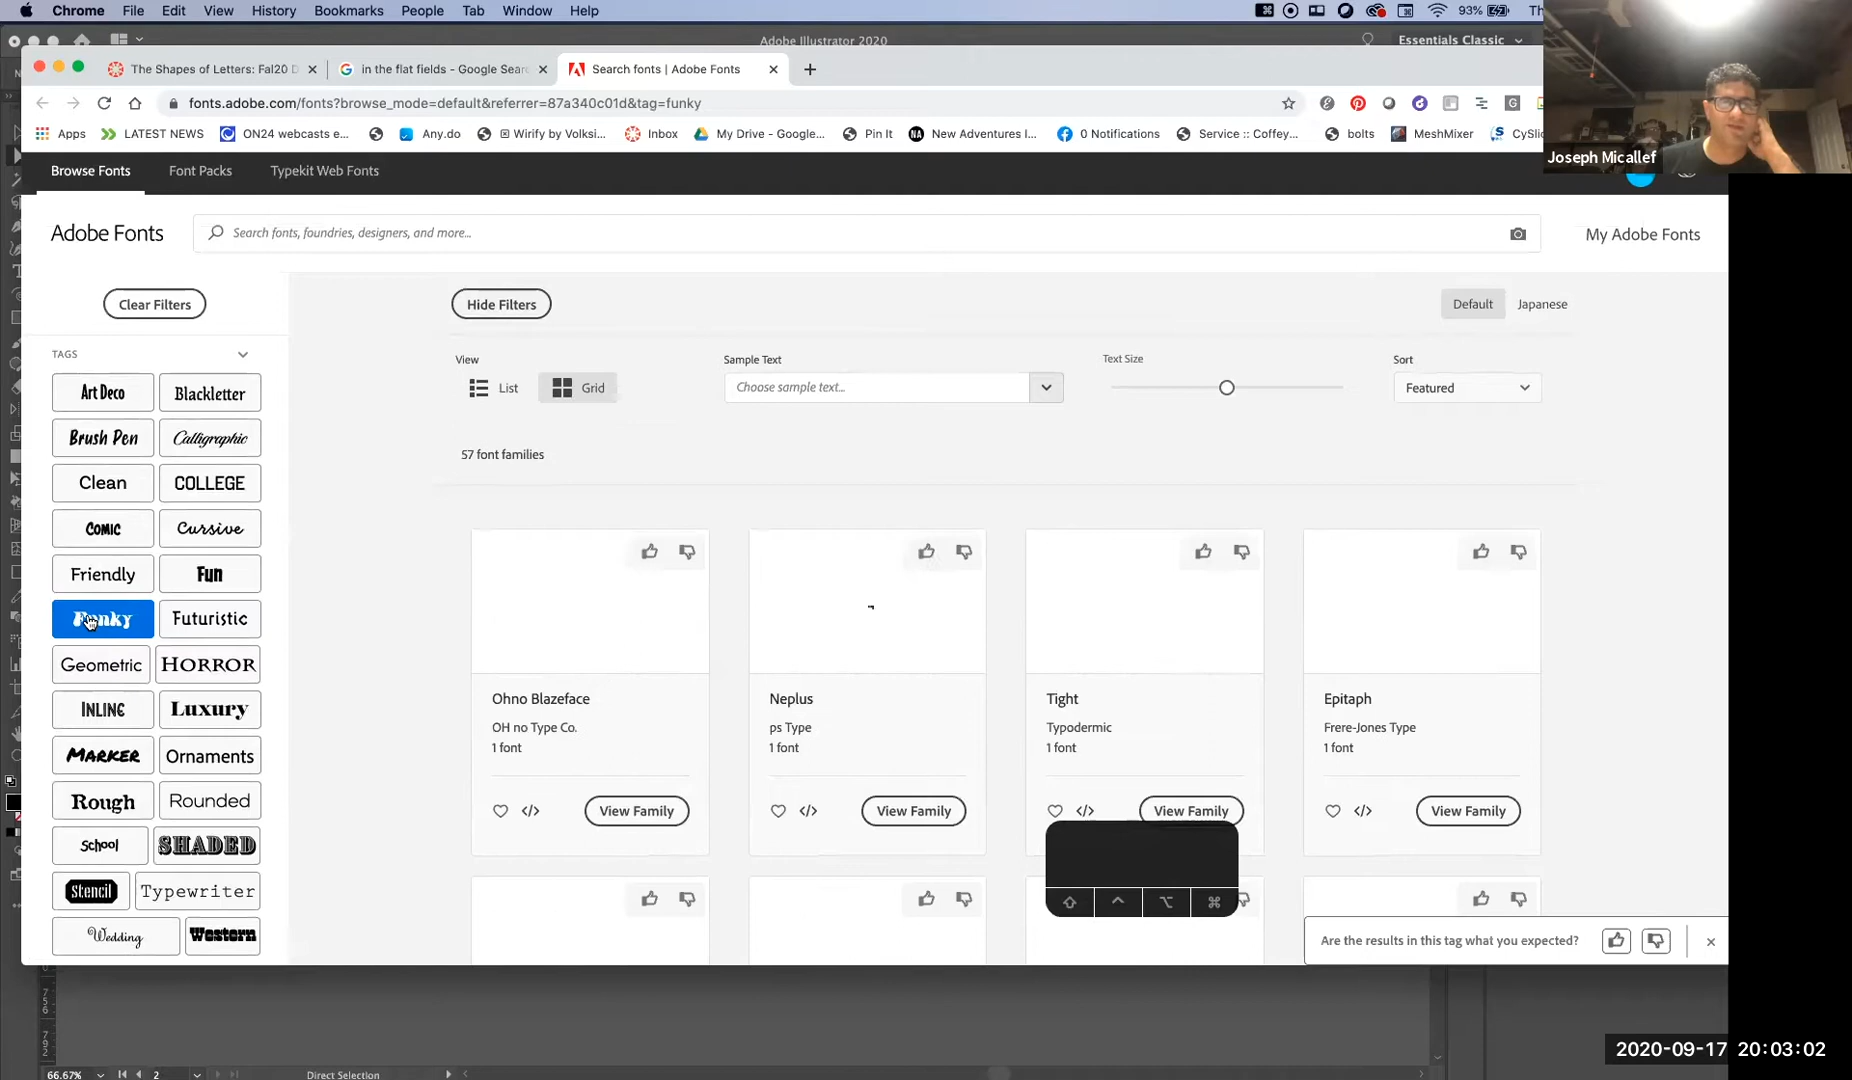 Chrome File Edit View History Bookmarks People Tab Window Help 93%
Adobe Illustrator 2020 Essentials Classic
The Shapes of Letters: Fal20 D in the flat fields - Google Sear Search fonts | Adobe Fonts
fonts.adobe.com/fonts?browse_mode=default&referrer=87a340c01d&tag=funky
Apps LATEST NEWS ON24 webcasts e... Any.do Wirify by Volksi... Inbox My Drive - Google... Pin It New Adventures I... 0 Notifications Service :: Coffey... bolts MeshMixer CySlic
Joseph Micallef
Browse Fonts Font Packs Typekit Web Fonts
Adobe Fonts Search fonts, foundries, designers, and more... My Adobe Fonts
Clear Filters Hide Filters Default Japanese
TAGS
View Sample Text Text Size Sort
List Grid Choose sample text... Featured
57 font families
Art Deco Blackletter
Brush Pen Calligraphic
Clean COLLEGE
Comic Cursive
Friendly Fun
Funky Futuristic
Geometric HORROR
INLINE Luxury
MARKER Ornaments
Rough Rounded
School SHADED
Stencil Typewriter
Wedding Western
Ohno Blazeface Neplus Tight Epitaph
OH no Type Co. ps Type Typodermic Frere-Jones Type
1 font 1 font 1 font 1 font
</> View Family </> View Family </> View Family </> View Family
Are the results in this tag what you expected?
2020-09-17 20:03:02
66.67% 2 Direct Selection